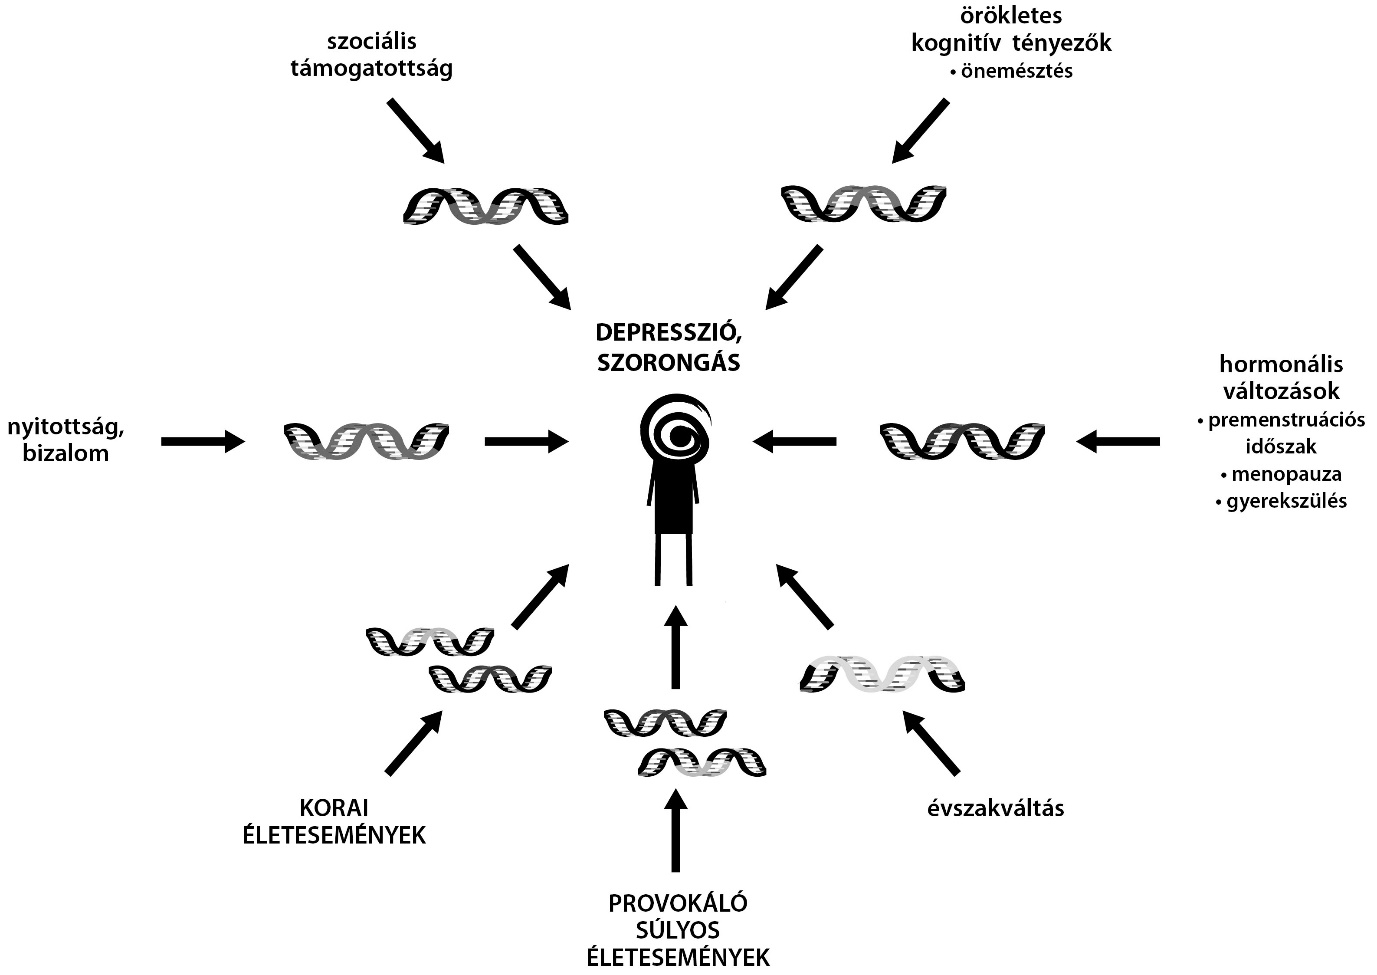 szociális
támogatottság
örökletes
kognitív tényezők
• önemésztés
DEPRESSZIÓ,
SZORONGÁS
nyitottság,
bizalom
hormonális
változások
• premenstruációs
időszak
• menopauza
• gyerekszülés
KORAI
ÉLETESEMÉNYEK
PROVOKÁLÓ
SÚLYOS
ÉLETESEMÉNYEK
évszakváltás